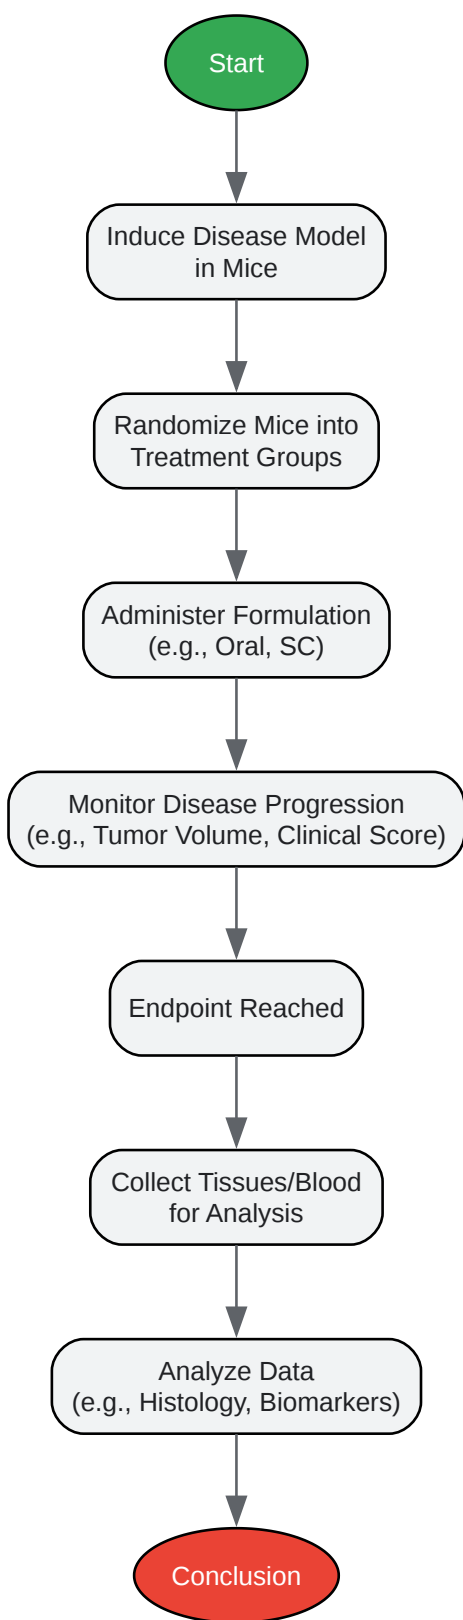 Start
Induce Disease Model
in Mice
Randomize Mice into
Treatment Groups
Administer Formulation
(e.g., Oral, SC)
Monitor Disease Progression
(e.g., Tumor Volume, Clinical Score)
Endpoint Reached
Collect Tissues/Blood
for Analysis
Analyze Data
(e.g., Histology, Biomarkers)
Conclusion